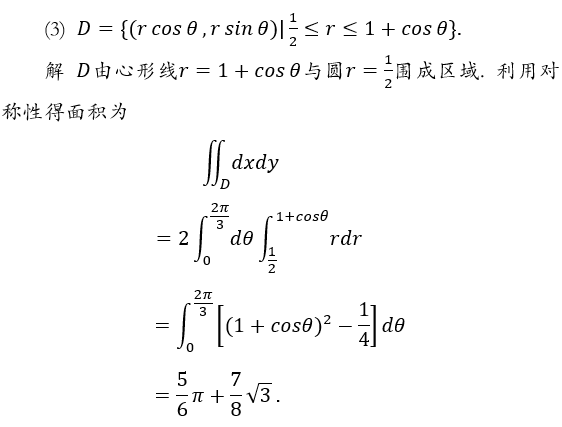 (3) D = {(r cos θ , r sin θ)| 1/2 ≤ r ≤ 1 + cos θ}.
解 D由心形线r = 1 + cos θ与圆r = 1/2围成区域. 利用对
称性得面积为
∬_D dxdy
= 2 ∫_0^{2π/3} dθ ∫_{1/2}^{1+cosθ} rdr
= ∫_0^{2π/3} [(1 + cosθ)² − 1/4] dθ
= 5/6 π + 7/8 √3 .